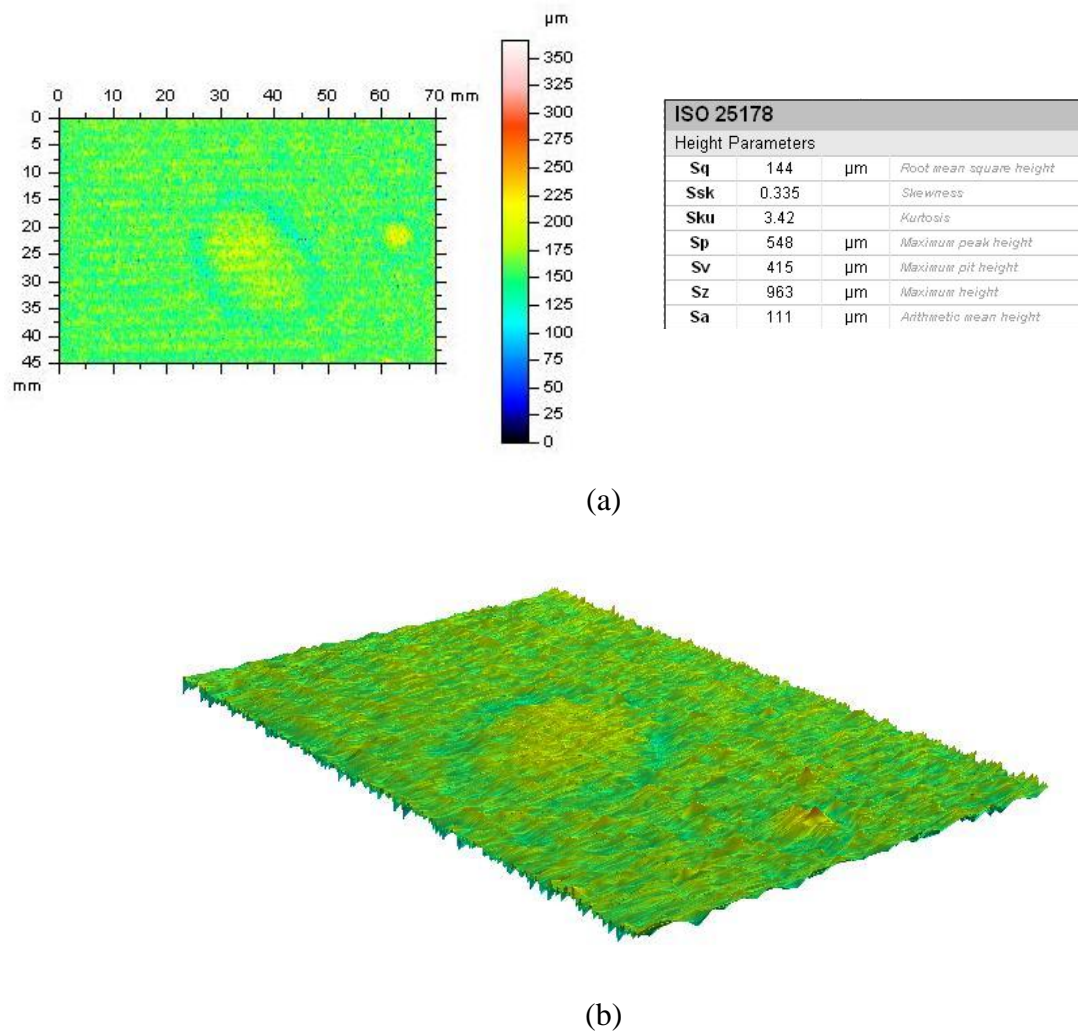 µm
350
325
300
275
250
225
200
175
150
125
100
75
50
25
0
0 10 20 30 40 50 60 70 mm
0
5
10
15
20
25
30
35
40
45
mm
ISO 25178
Height Parameters
Sq 144 µm Root mean square height
Ssk 0.335 Skewness
Sku 3.42 Kurtosis
Sp 548 µm Maximum peak height
Sv 415 µm Maximum pit height
Sz 963 µm Maximum height
Sa 111 µm Arithmetic mean height
(a)
(b)